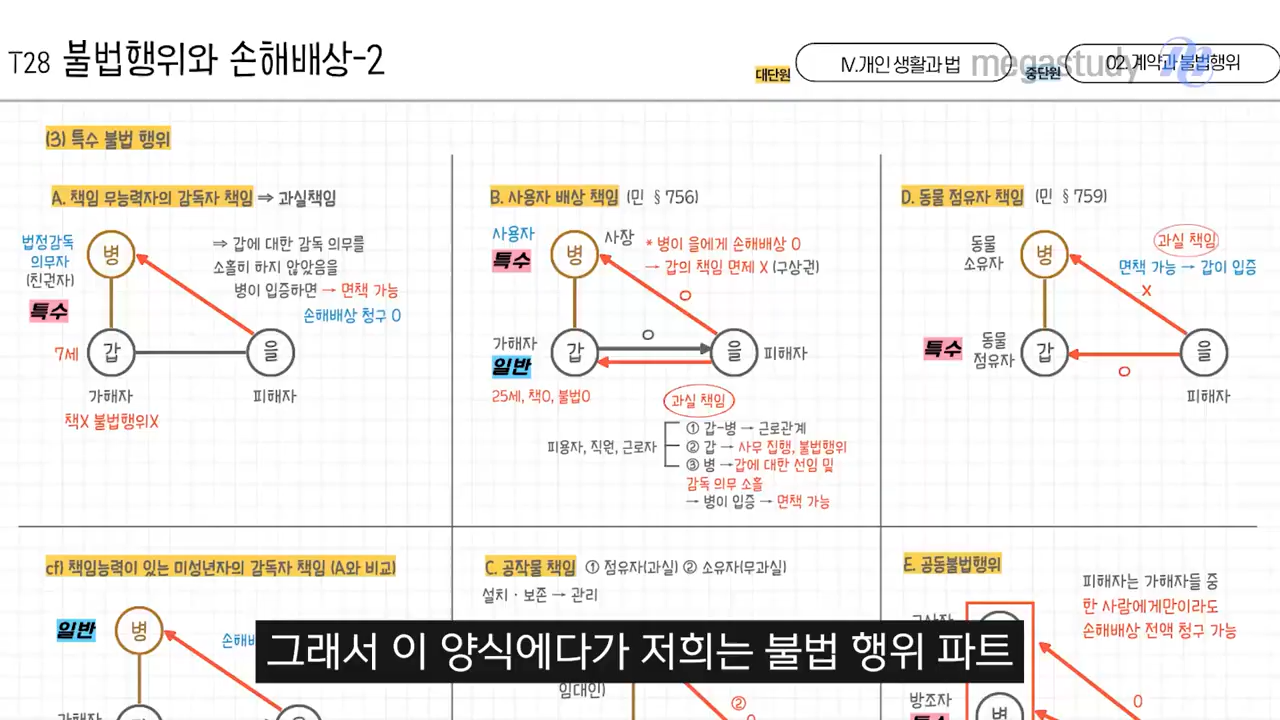 T28 불법행위와 손해배상-2
대단원
Ⅳ.개인 생활과 법
megastudy
중단원
02. 계약과 불법행위
(3) 특수 불법 행위
A. 책임 무능력자의 감독자 책임 ⇒ 과실책임
법정감독
의무자
(친권자)
특수
병
⇒ 갑에 대한 감독 의무를
소홀히 하지 않았음을
병이 입증하면 → 면책 가능
손해배상 청구 O
7세
갑
을
가해자
피해자
책X 불법행위X
B. 사용자 배상 책임 (민 §756)
사용자
특수
병
사장
* 병이 을에게 손해배상 O
→ 갑의 책임 면제 X (구상권)
O
O
가해자
일반
갑
을
피해자
25세, 책O, 불법O
과실 책임
피용자, 직원, 근로자
① 갑-병 → 근로관계
② 갑 → 사무 집행, 불법행위
③ 병 →갑에 대한 선임 및
감독 의무 소홀
→ 병이 입증 → 면책 가능
D. 동물 점유자 책임 (민 §759)
동물
소유자
병
과실 책임
면책 가능 → 갑이 입증
X
특수
동물
점유자
갑
을
O
피해자
cf) 책임능력이 있는 미성년자의 감독자 책임 (A와 비교)
일반
병
손해배
가해자
C. 공작물 책임 ① 점유자(과실) ② 소유자(무과실)
설치·보존 → 관리
임대인)
②
E. 공동불법행위
피해자는 가해자들 중
한 사람에게만이라도
손해배상 전액 청구 가능
방조자
병
O
그래서 이 양식에다가 저희는 불법 행위 파트